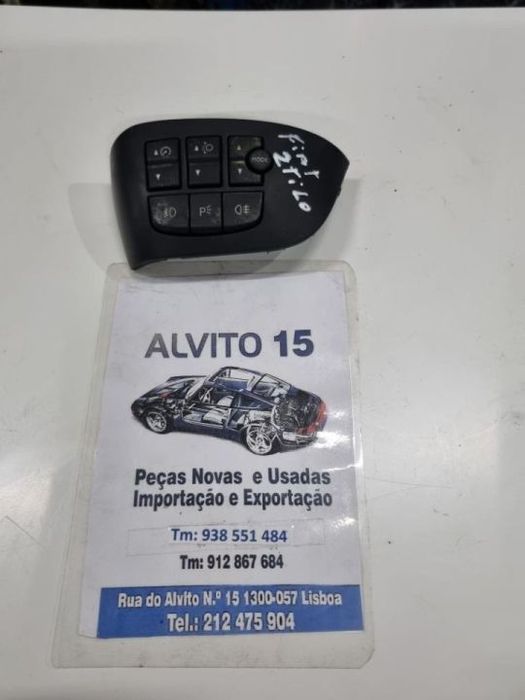 MODE
FiAT
STiLO
P
ALVITO 15
Peças Novas e Usadas
Importação e Exportação
Tm: 938 551 484
Tm: 912 867 684
Rua do Alvito N.º 15 1300-057 Lisboa
Tel.: 212 475 904